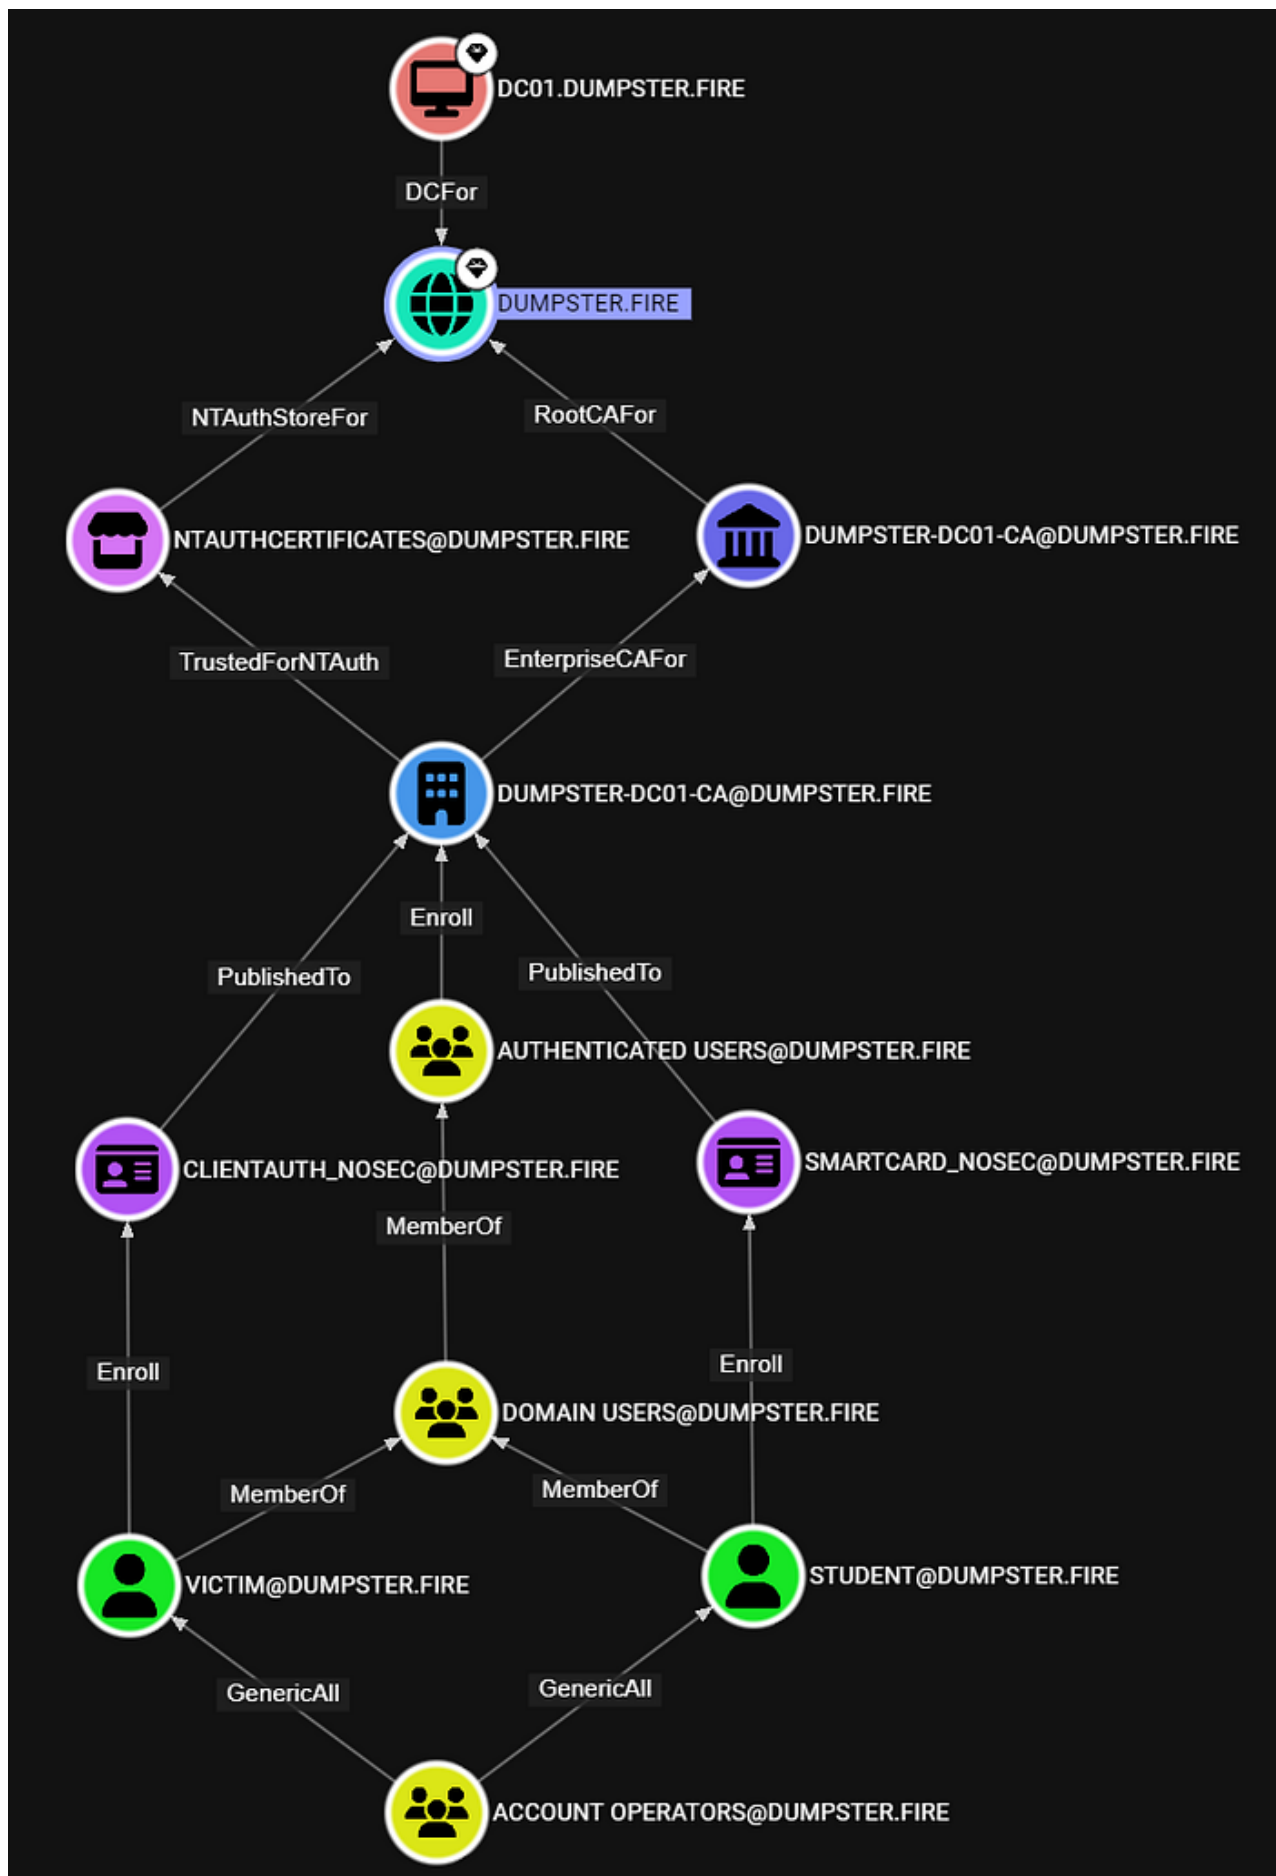 DC01.DUMPSTER.FIRE
DCFor
DUMPSTER.FIRE
NTAuthStoreFor
RootCAFor
NTAUTHCERTIFICATES@DUMPSTER.FIRE
DUMPSTER-DC01-CA@DUMPSTER.FIRE
TrustedForNTAuth
EnterpriseCAFor
DUMPSTER-DC01-CA@DUMPSTER.FIRE
Enroll
PublishedTo
PublishedTo
AUTHENTICATED USERS@DUMPSTER.FIRE
CLIENTAUTH_NOSEC@DUMPSTER.FIRE
SMARTCARD_NOSEC@DUMPSTER.FIRE
MemberOf
Enroll
Enroll
DOMAIN USERS@DUMPSTER.FIRE
MemberOf
MemberOf
VICTIM@DUMPSTER.FIRE
STUDENT@DUMPSTER.FIRE
GenericAll
GenericAll
ACCOUNT OPERATORS@DUMPSTER.FIRE